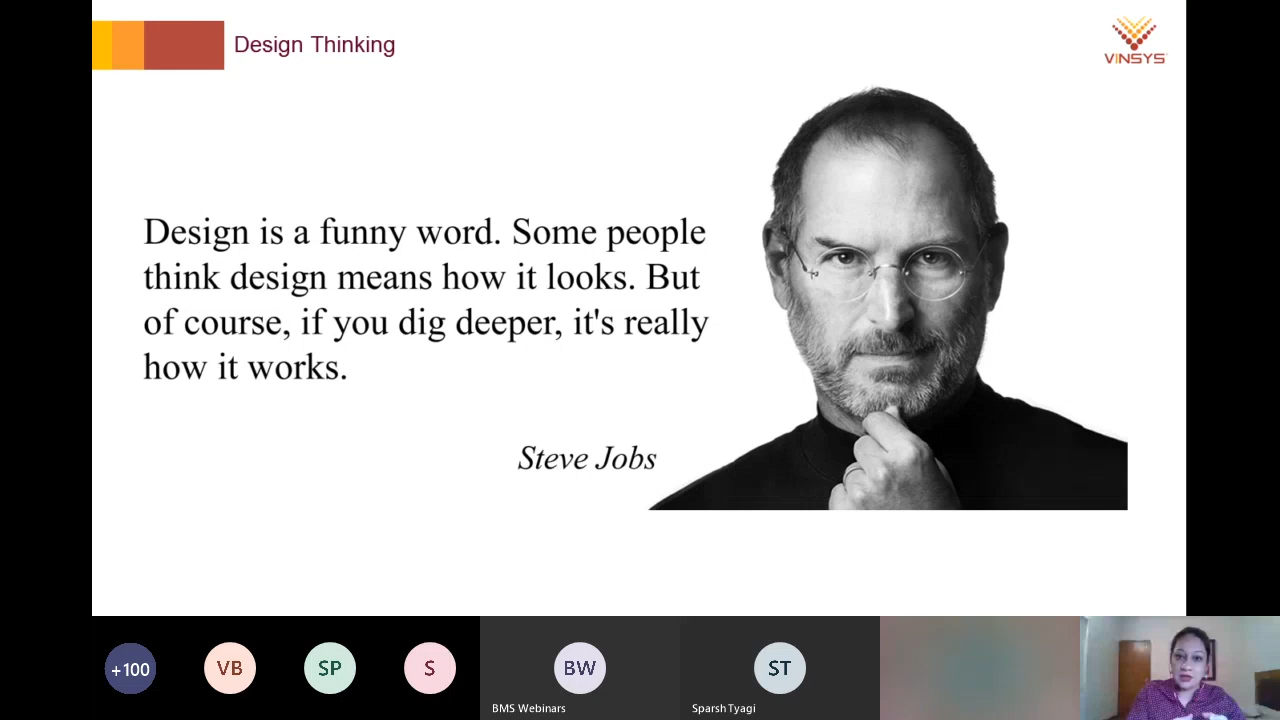 Design Thinking
VINSYS
Design is a funny word. Some people
think design means how it looks. But
of course, if you dig deeper, it's really
how it works.
Steve Jobs
+100
VB
SP
S
BW
ST
BMS Webinars
Sparsh Tyagi